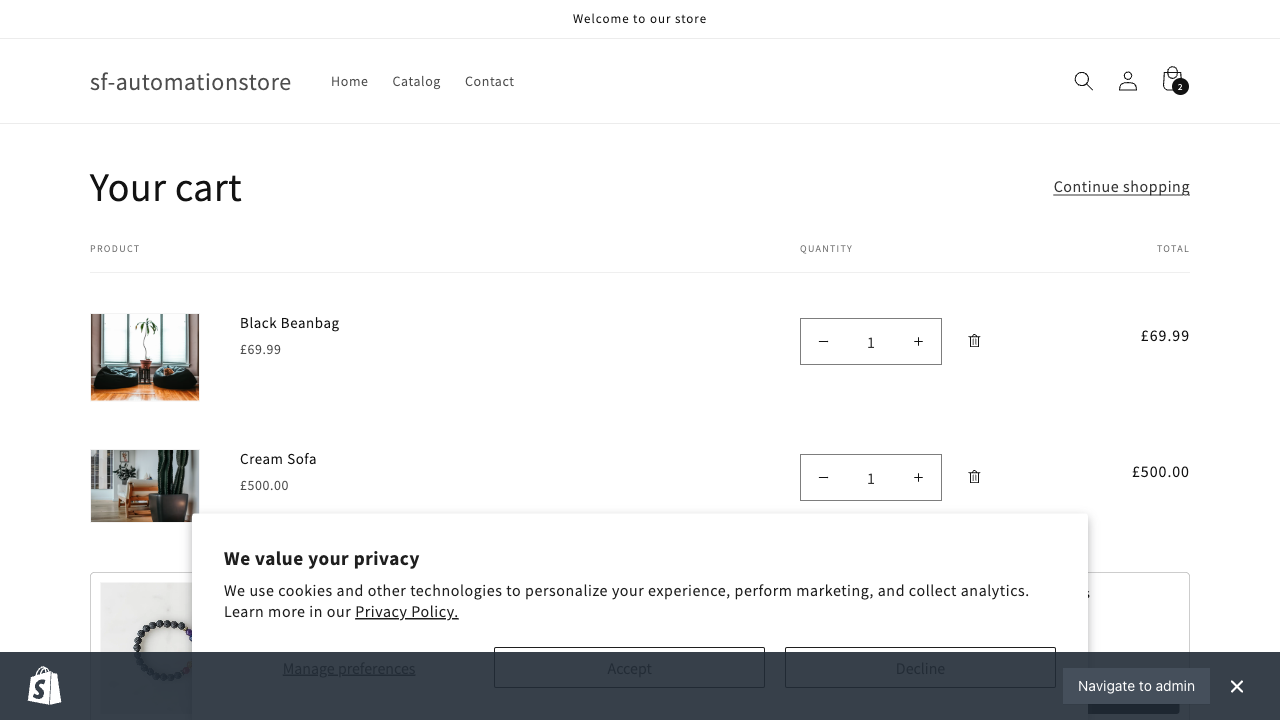 Welcome to our store
sf-automationstore
Home
Catalog
Contact
2
Your cart
Continue shopping
PRODUCT
QUANTITY
TOTAL
Black Beanbag
£69.99
1
£69.99
Cream Sofa
£500.00
1
£500.00
We value your privacy
We use cookies and other technologies to personalize your experience, perform marketing, and collect analytics.
Learn more in our Privacy Policy.
Manage preferences
Accept
Decline
Navigate to admin